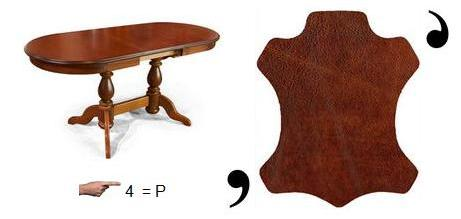 ,
4 = P
,